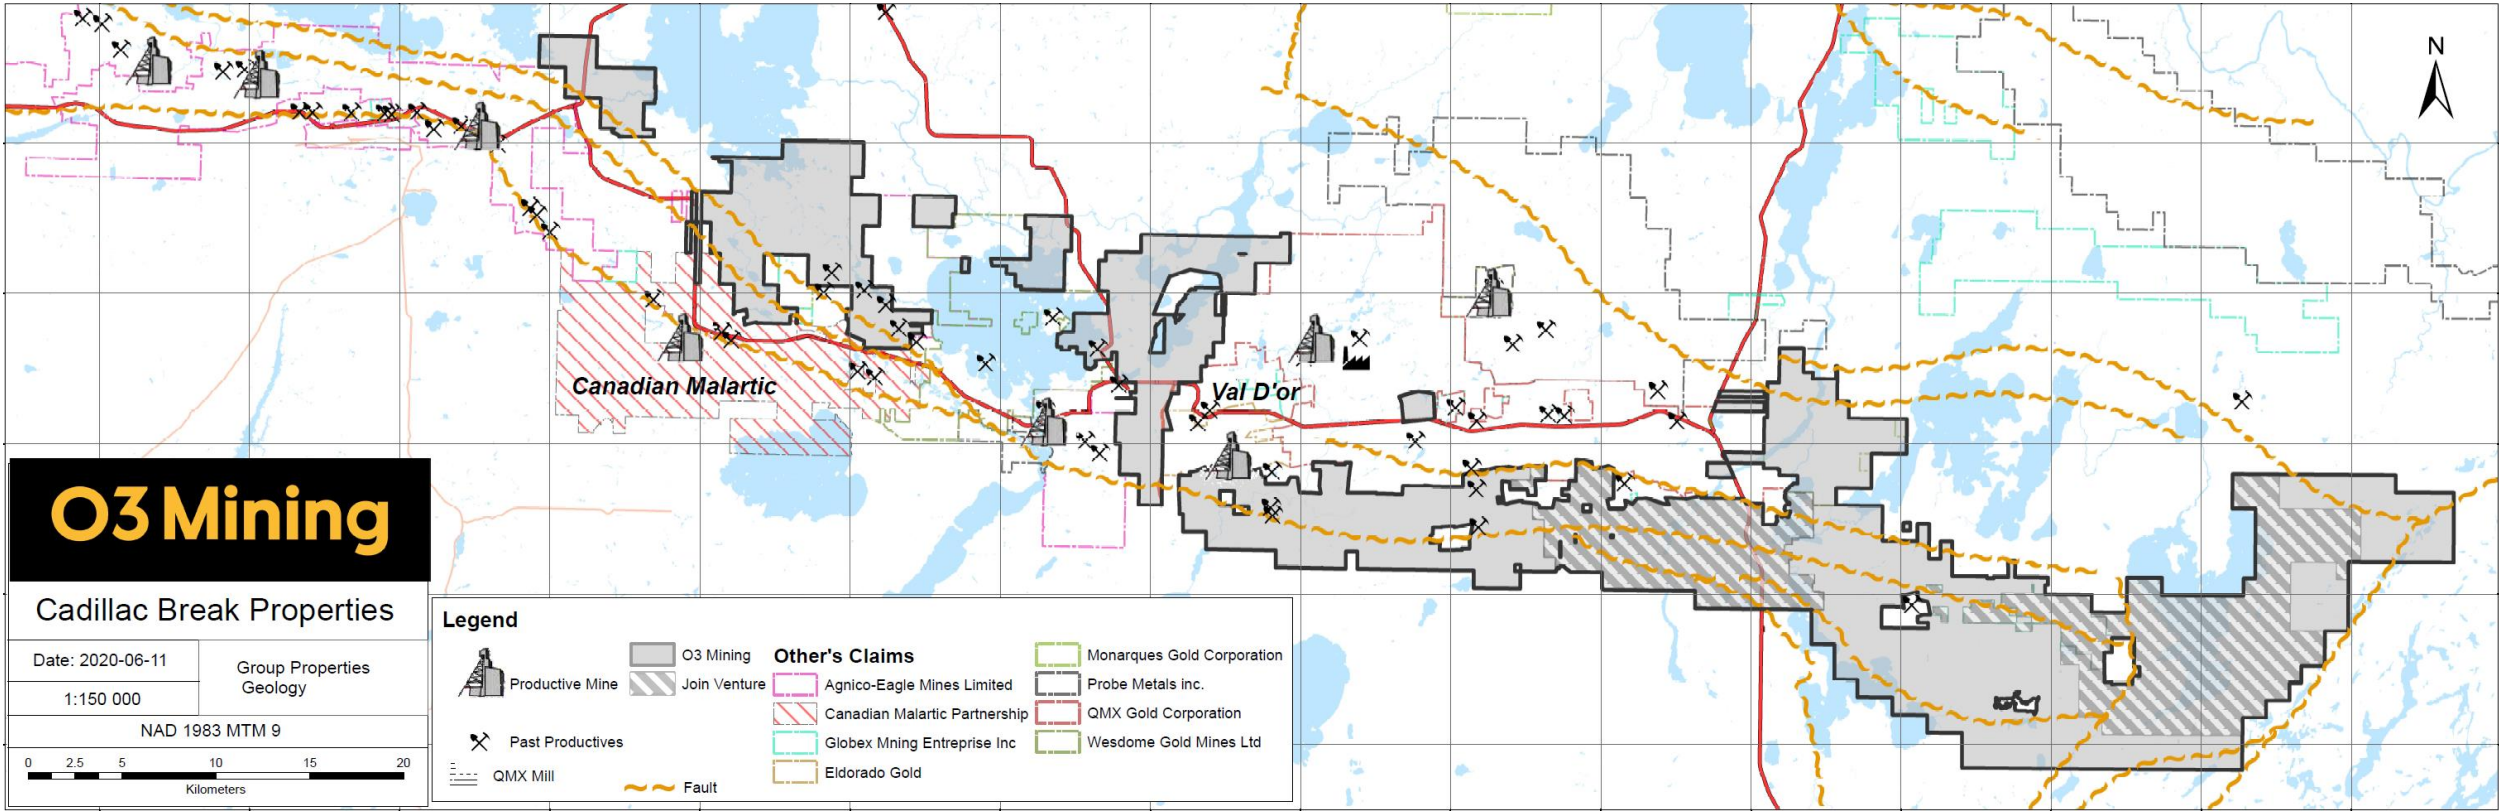 N
Canadian Malartic
Val D'or
O3 Mining
Cadillac Break Properties
Date: 2020-06-11
1:150 000
Group Properties
Geology
NAD 1983 MTM 9
0 2.5 5 10 15 20
Kilometers
Legend
Productive Mine
Past Productives
QMX Mill
O3 Mining
Join Venture
Fault
Other's Claims
Agnico-Eagle Mines Limited
Canadian Malartic Partnership
Globex Mning Entreprise Inc
Eldorado Gold
Monarques Gold Corporation
Probe Metals inc.
QMX Gold Corporation
Wesdome Gold Mines Ltd